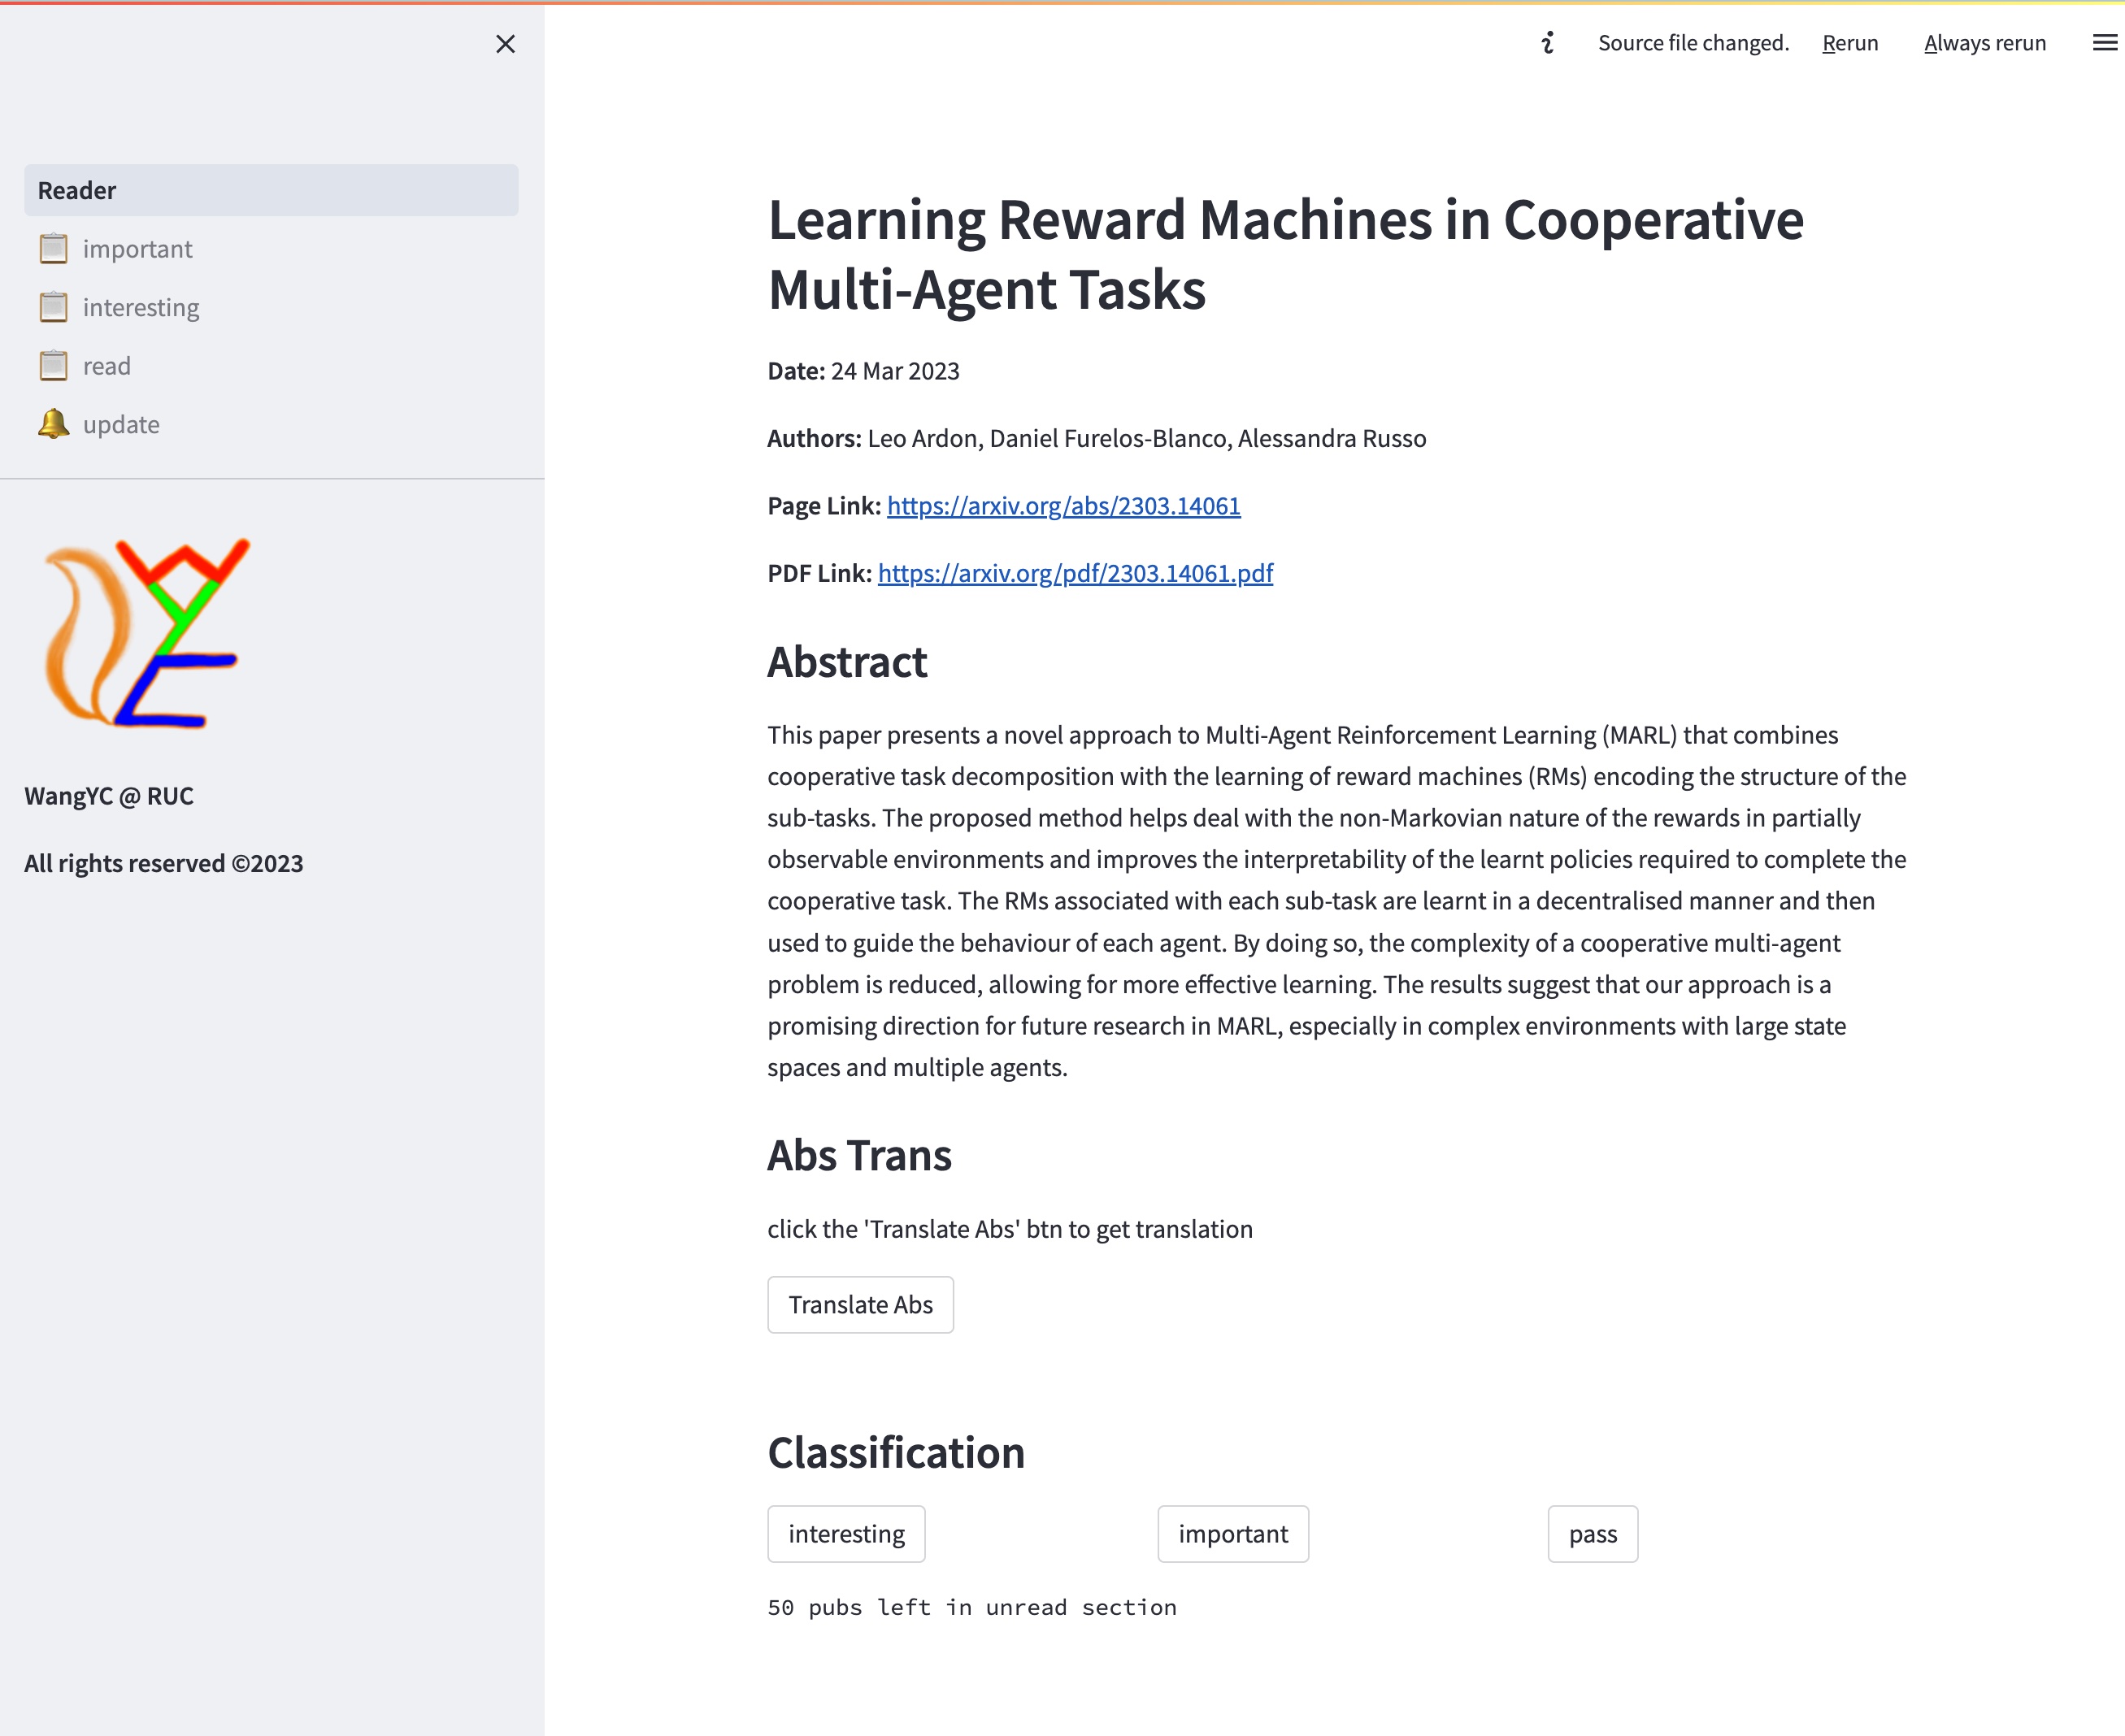 Source file changed. Rerun Always rerun
Reader
important
interesting
read
update
WangYC @ RUC
All rights reserved ©2023
Learning Reward Machines in Cooperative
Multi-Agent Tasks
Date: 24 Mar 2023
Authors: Leo Ardon, Daniel Furelos-Blanco, Alessandra Russo
Page Link: https://arxiv.org/abs/2303.14061
PDF Link: https://arxiv.org/pdf/2303.14061.pdf
Abstract
This paper presents a novel approach to Multi-Agent Reinforcement Learning (MARL) that combines
cooperative task decomposition with the learning of reward machines (RMs) encoding the structure of the
sub-tasks. The proposed method helps deal with the non-Markovian nature of the rewards in partially
observable environments and improves the interpretability of the learnt policies required to complete the
cooperative task. The RMs associated with each sub-task are learnt in a decentralised manner and then
used to guide the behaviour of each agent. By doing so, the complexity of a cooperative multi-agent
problem is reduced, allowing for more effective learning. The results suggest that our approach is a
promising direction for future research in MARL, especially in complex environments with large state
spaces and multiple agents.
Abs Trans
click the 'Translate Abs' btn to get translation
Translate Abs
Classification
interesting important pass
50 pubs left in unread section